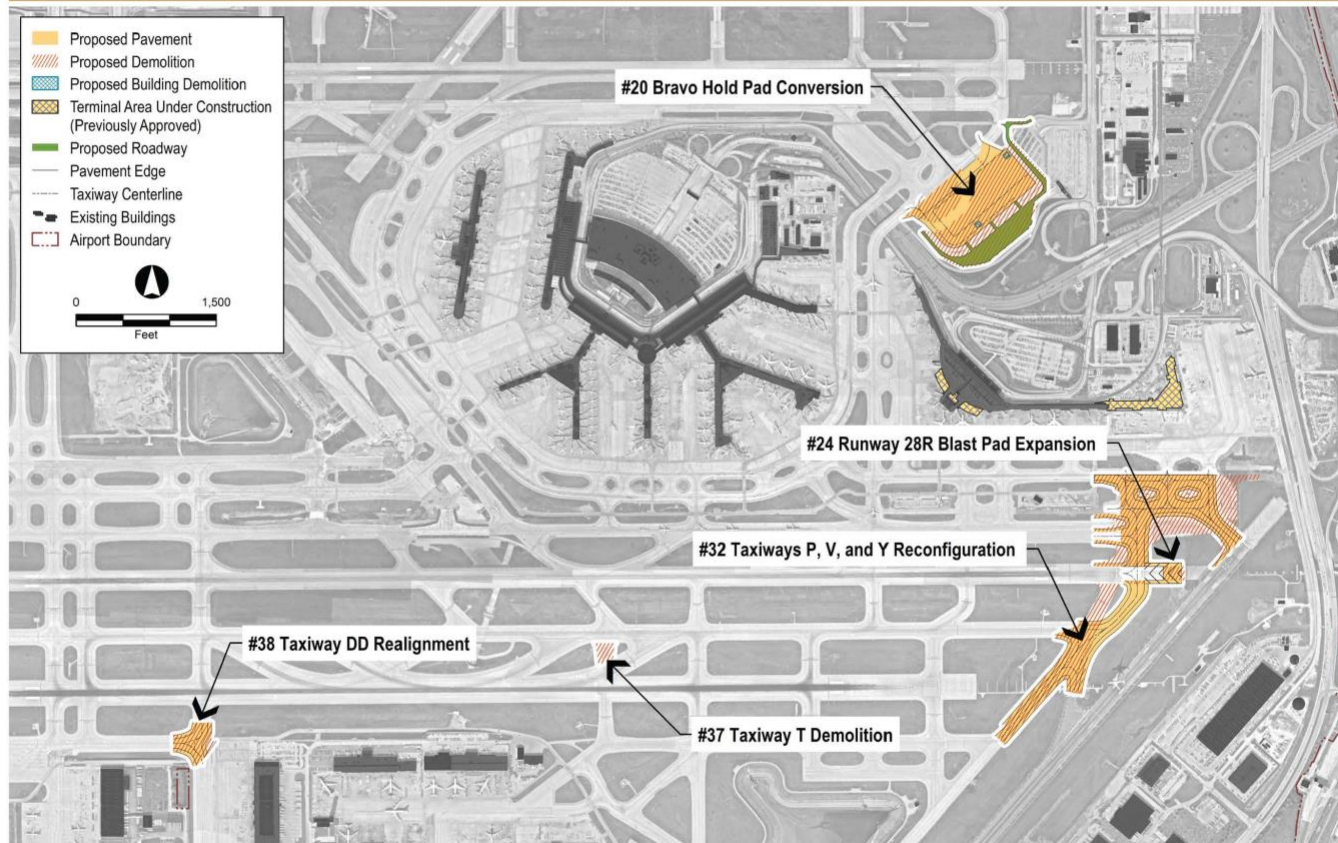 Proposed Pavement
Proposed Demolition
Proposed Building Demolition
Terminal Area Under Construction
(Previously Approved)
Proposed Roadway
Pavement Edge
Taxiway Centerline
Existing Buildings
Airport Boundary
0
1,500
Feet
#20 Bravo Hold Pad Conversion
#24 Runway 28R Blast Pad Expansion
#32 Taxiways P, V, and Y Reconfiguration
#38 Taxiway DD Realignment
#37 Taxiway T Demolition